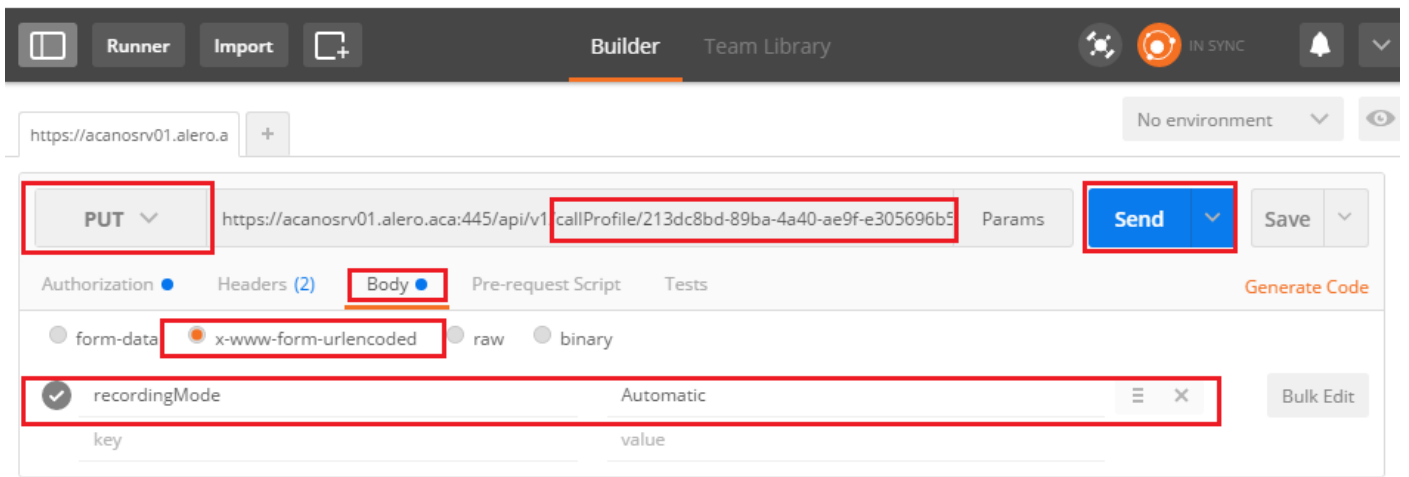 Runner Import Builder Team Library IN SYNC
https://acanosrv01.alero.a + No environment
PUT https://acanosrv01.alero.aca:445/api/v1/callProfile/213dc8bd-89ba-4a40-ae9f-e305696b5 Params Send Save
Authorization Headers (2) Body Pre-request Script Tests Generate Code
form-data x-www-form-urlencoded raw binary
recordingMode Automatic Bulk Edit
key value